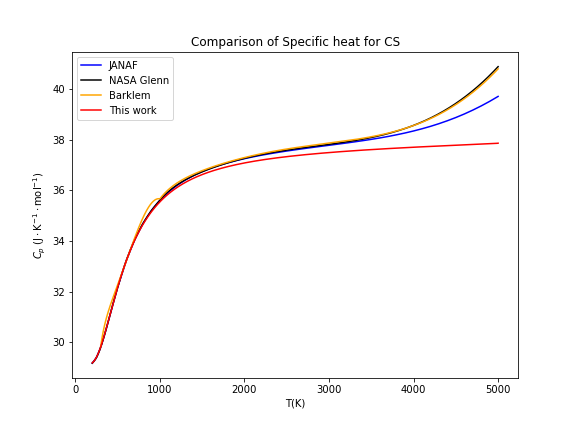 Comparison of Specific heat for CS
JANAF
NASA Glenn
Barklem
This work
40
38
36
34
32
30
C_p (J · K⁻¹ · mol⁻¹)
0 1000 2000 3000 4000 5000
T(K)